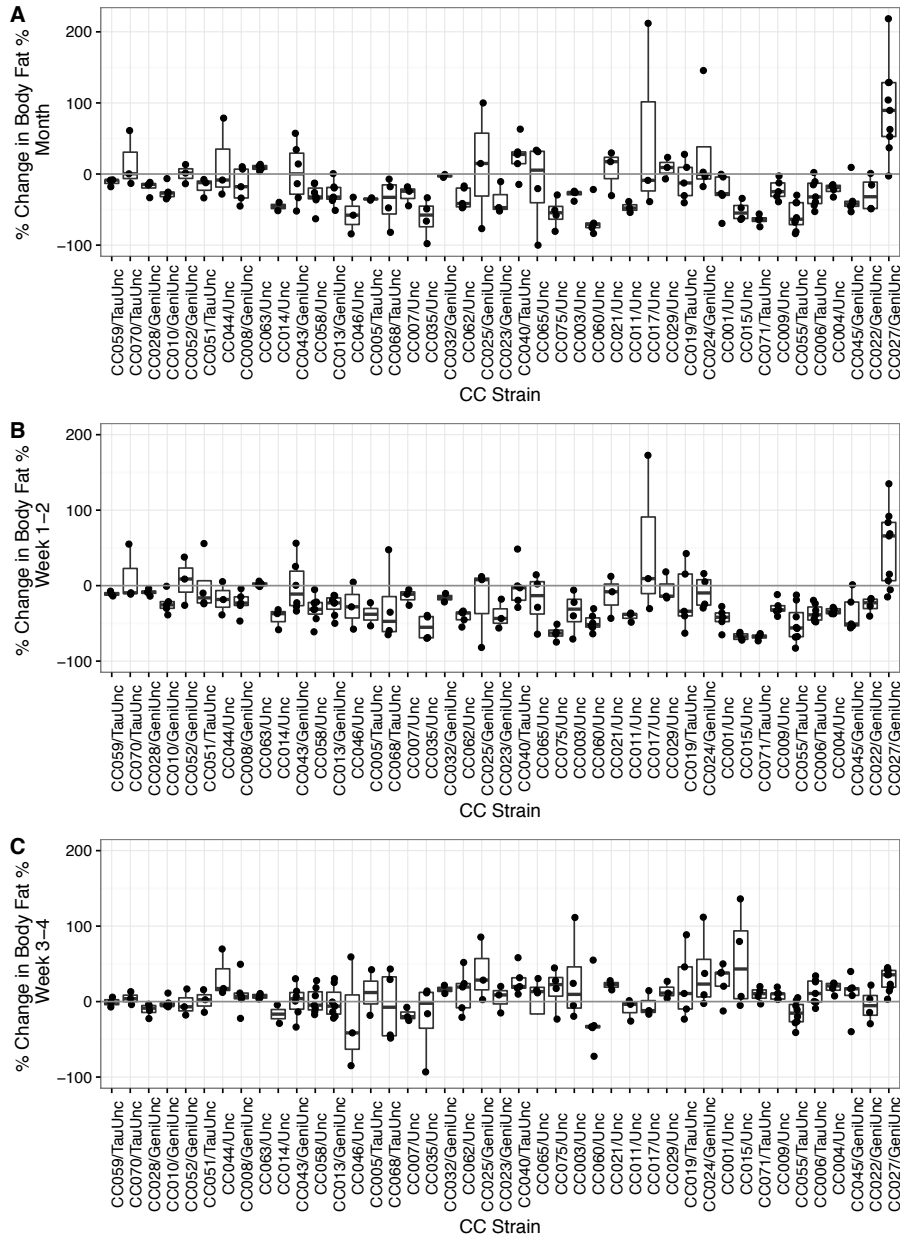 A
% Change in Body Fat %
Month
200
100
0
−100
CC059/TauUnc
CC070/TauUnc
CC028/GeniUnc
CC010/GeniUnc
CC052/GeniUnc
CC051/TauUnc
CC044/Unc
CC008/GeniUnc
CC063/Unc
CC014/Unc
CC043/GeniUnc
CC058/Unc
CC013/GeniUnc
CC046/Unc
CC005/TauUnc
CC068/TauUnc
CC007/Unc
CC035/Unc
CC032/GeniUnc
CC062/Unc
CC025/GeniUnc
CC023/GeniUnc
CC040/TauUnc
CC065/Unc
CC075/Unc
CC003/Unc
CC060/Unc
CC021/Unc
CC011/Unc
CC017/Unc
CC029/Unc
CC019/TauUnc
CC024/GeniUnc
CC001/Unc
CC015/Unc
CC071/TauUnc
CC009/Unc
CC055/TauUnc
CC006/TauUnc
CC004/Unc
CC045/GeniUnc
CC022/GeniUnc
CC027/GeniUnc
CC Strain
B
% Change in Body Fat %
Week 1−2
200
100
0
−100
CC059/TauUnc
CC070/TauUnc
CC028/GeniUnc
CC010/GeniUnc
CC052/GeniUnc
CC051/TauUnc
CC044/Unc
CC008/GeniUnc
CC063/Unc
CC014/Unc
CC043/GeniUnc
CC058/Unc
CC013/GeniUnc
CC046/Unc
CC005/TauUnc
CC068/TauUnc
CC007/Unc
CC035/Unc
CC032/GeniUnc
CC062/Unc
CC025/GeniUnc
CC023/GeniUnc
CC040/TauUnc
CC065/Unc
CC075/Unc
CC003/Unc
CC060/Unc
CC021/Unc
CC011/Unc
CC017/Unc
CC029/Unc
CC019/TauUnc
CC024/GeniUnc
CC001/Unc
CC015/Unc
CC071/TauUnc
CC009/Unc
CC055/TauUnc
CC006/TauUnc
CC004/Unc
CC045/GeniUnc
CC022/GeniUnc
CC027/GeniUnc
CC Strain
C
% Change in Body Fat %
Week 3−4
200
100
0
−100
CC059/TauUnc
CC070/TauUnc
CC028/GeniUnc
CC010/GeniUnc
CC052/GeniUnc
CC051/TauUnc
CC044/Unc
CC008/GeniUnc
CC063/Unc
CC014/Unc
CC043/GeniUnc
CC058/Unc
CC013/GeniUnc
CC046/Unc
CC005/TauUnc
CC068/TauUnc
CC007/Unc
CC035/Unc
CC032/GeniUnc
CC062/Unc
CC025/GeniUnc
CC023/GeniUnc
CC040/TauUnc
CC065/Unc
CC075/Unc
CC003/Unc
CC060/Unc
CC021/Unc
CC011/Unc
CC017/Unc
CC029/Unc
CC019/TauUnc
CC024/GeniUnc
CC001/Unc
CC015/Unc
CC071/TauUnc
CC009/Unc
CC055/TauUnc
CC006/TauUnc
CC004/Unc
CC045/GeniUnc
CC022/GeniUnc
CC027/GeniUnc
CC Strain